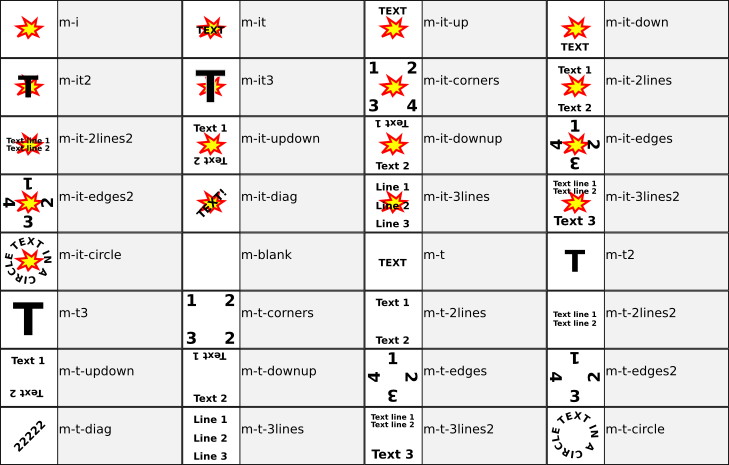 m-i
TEXT m-it
TEXT
m-it-up
TEXT
m-it-down
T m-it2
T m-it3
1 2
3 4
m-it-corners
Text 1
Text 2
m-it-2lines
Text line 1
Text line 2
m-it-2lines2
Text 1
Text 2
m-it-updown
Text 1
Text 2
m-it-downup
1
4 2
3
m-it-edges
1
4 2
3
m-it-edges2
TEXT! m-it-diag
Line 1
Line 2
Line 3
m-it-3lines
Text line 1
Text line 2
Text 3
m-it-3lines2
TEXT IN A CIRCLE m-it-circle
m-blank
TEXT m-t
T m-t2
T m-t3
1 2
3 2
m-t-corners
Text 1
Text 2
m-t-2lines
Text line 1
Text line 2
m-t-2lines2
Text 1
Text 2
m-t-updown
Text 1
Text 2
m-t-downup
1
4 2
3
m-t-edges
1
4 2
3
m-t-edges2
22222 m-t-diag
Line 1
Line 2
Line 3
m-t-3lines
Text line 1
Text line 2
Text 3
m-t-3lines2
TEXT IN A CIRCLE m-t-circle